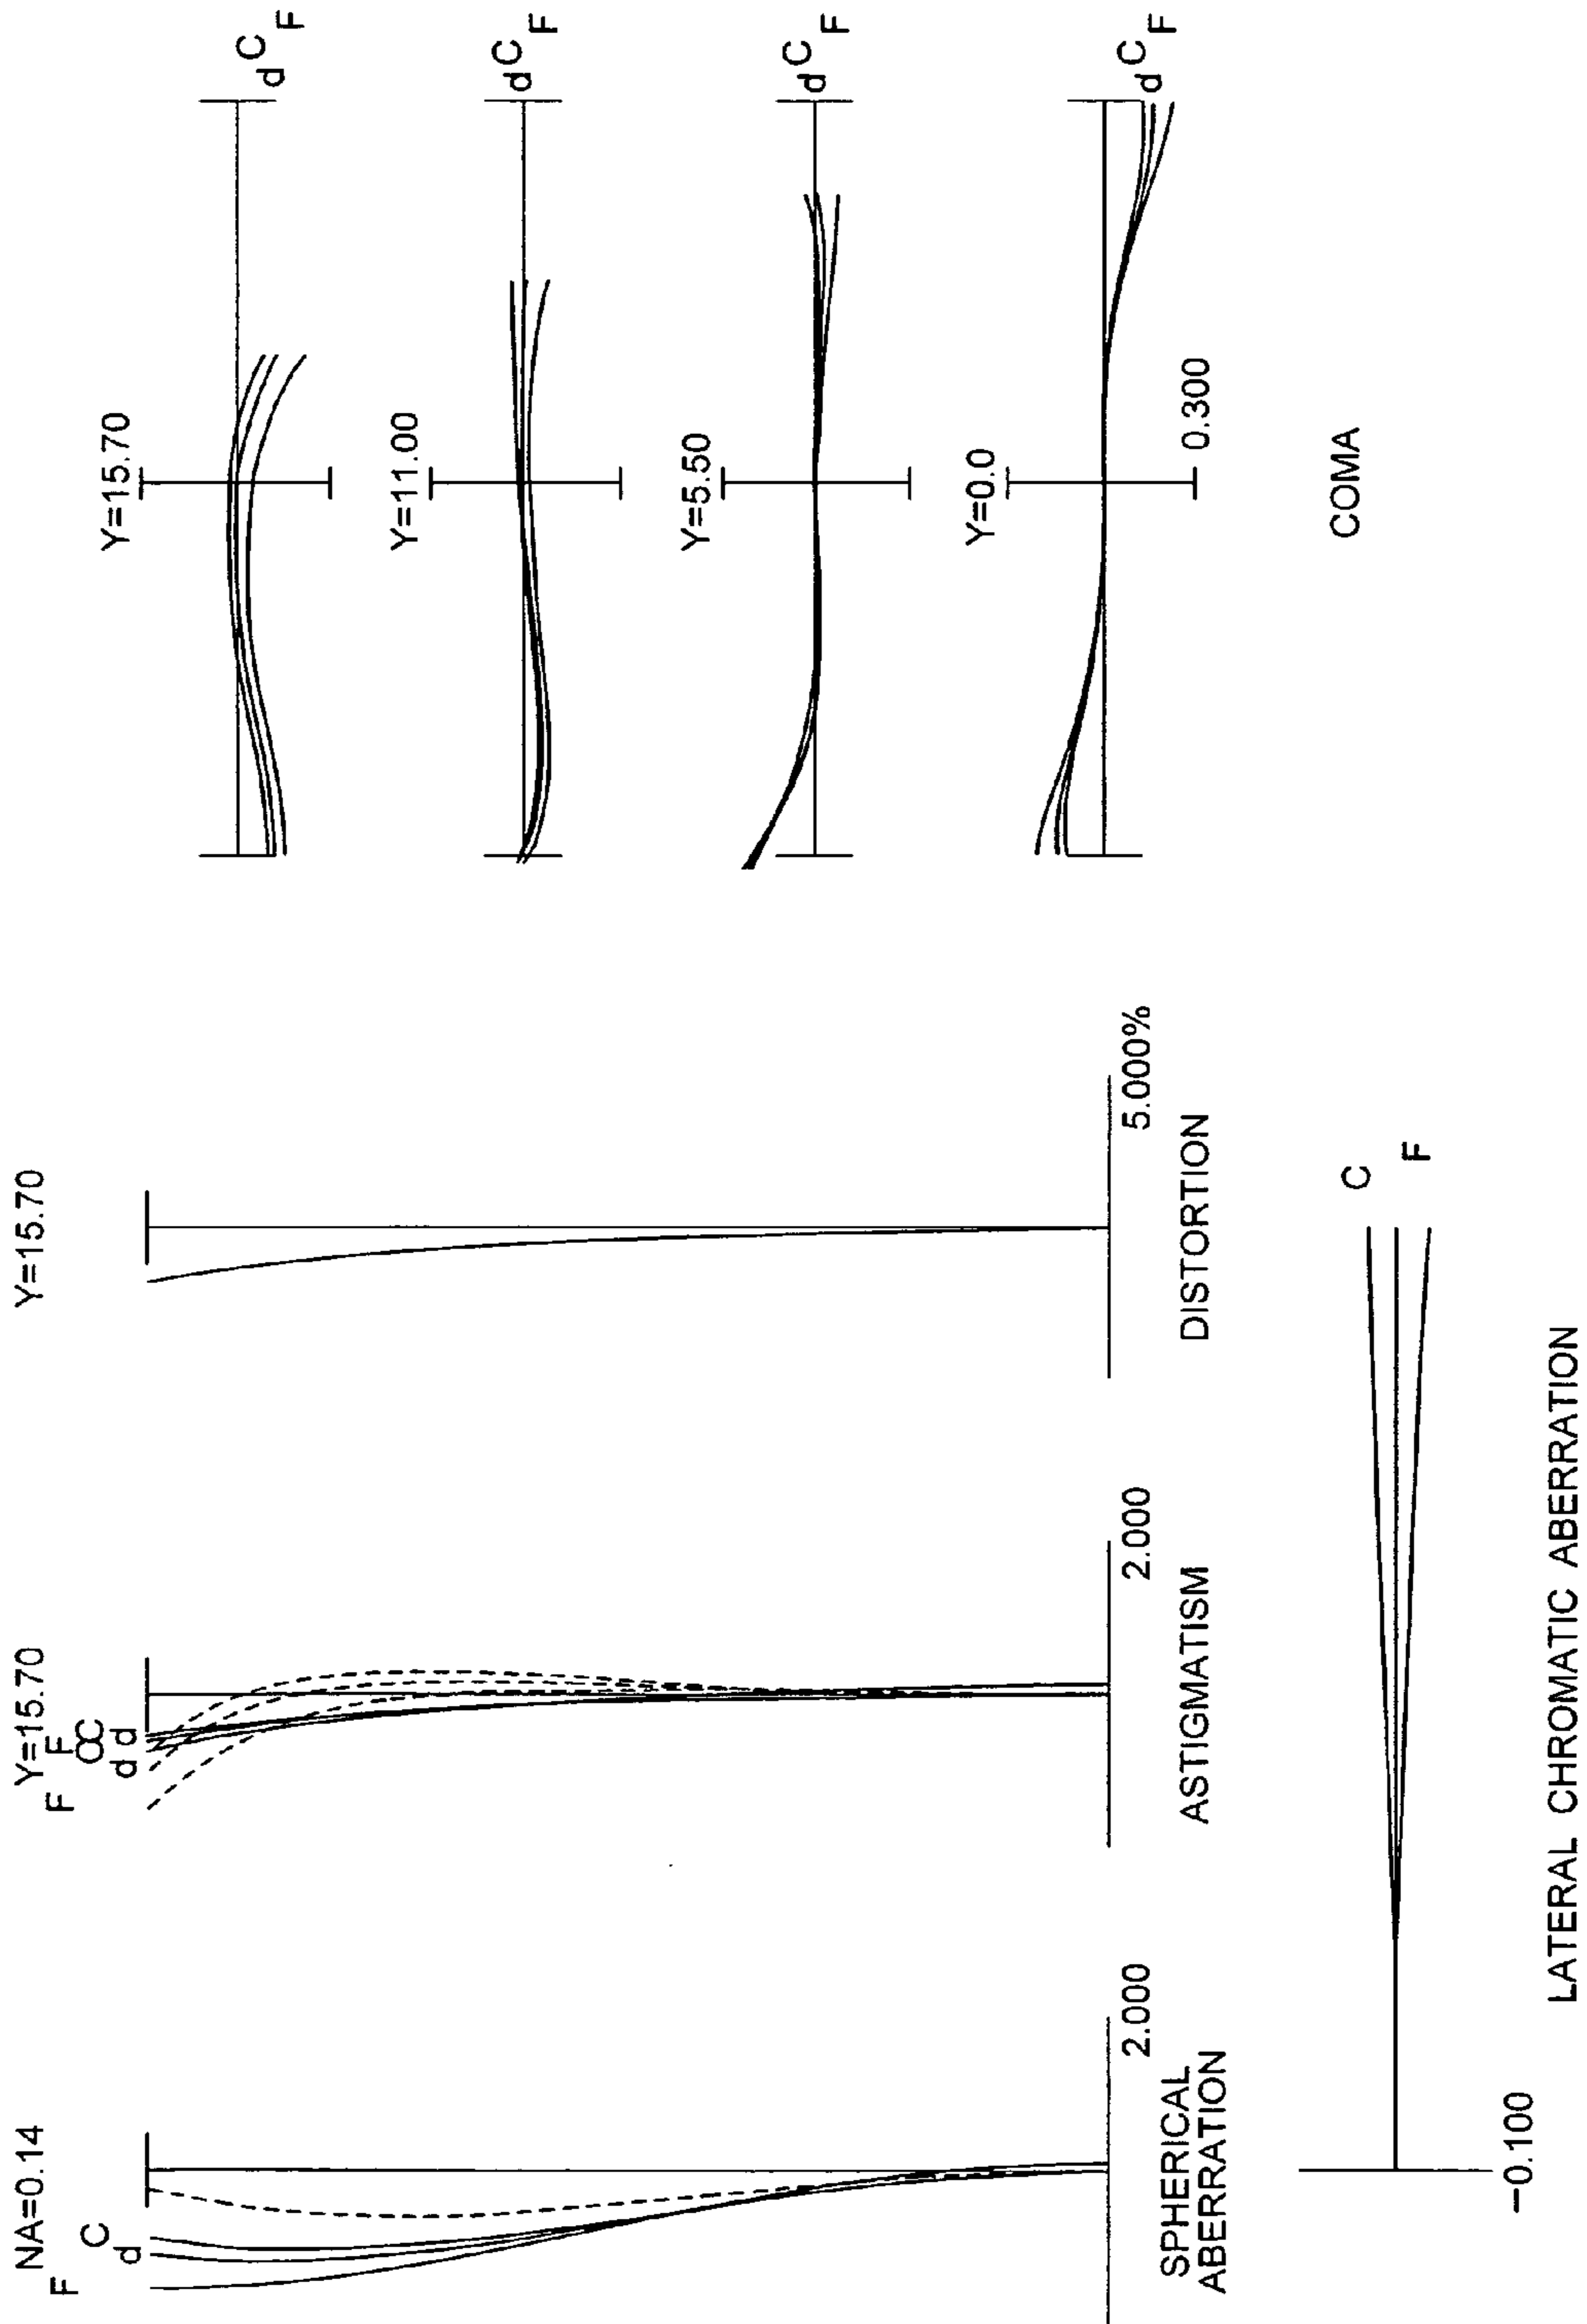 NA=0.14
F
C
d
2.000
SPHERICAL
ABERRATION
Y=15.70
F
F
d
C
C
d
2.000
ASTIGMATISM
Y=15.70
5.000%
DISTORTION
Y=15.70
d
C
F
Y=11.00
d
C
F
Y=5.50
d
C
F
Y=0.0
d
C
F
0.300
COMA
C
F
−0.100
LATERAL CHROMATIC ABERRATION